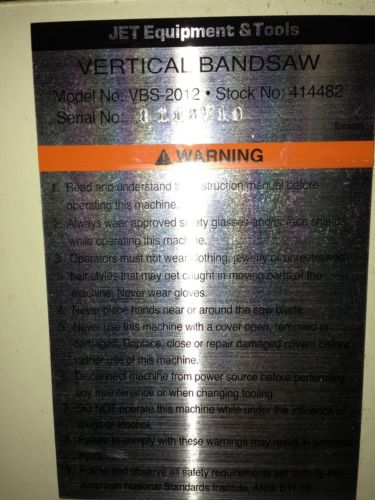 JET Equipment & Tools
VERTICAL BANDSAW
Model No: VBS-2012 • Stock No: 414482
Serial No:
WARNING
1. Read and understand instruction manual before
operating this machine.
2. Always wear approved safety glasses and/or face shields
while operating this machine.
3. Operators must not wear clothing, jewelry or unrestrained
hair styles that may get caught in moving parts of the
machine. Never wear gloves.
4. Never place hands near or around the saw blade.
5. Never use this machine with a cover open, removed or
damaged. Replace, close or repair damaged covers before
further use of this machine.
6. Disconnect machine from power source before performing
any maintenance or when changing tooling.
7. DO NOT operate this machine while under the influence of
drugs or alcohol.
8. Failure to comply with these warnings may result in personal
injury.
9. Follow and observe all safety requirements set forth by the
American National Standards Institute, ANSI B11.10.